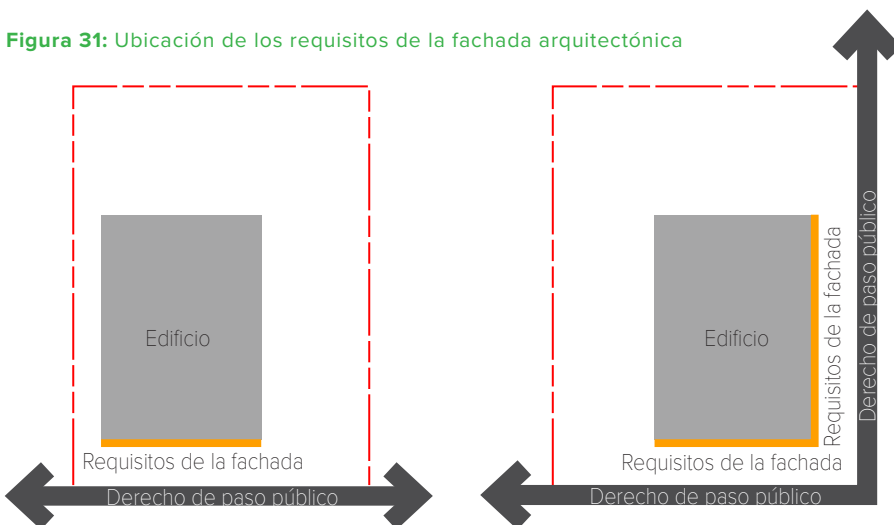 Figura 31: Ubicación de los requisitos de la fachada arquitectónica
Edificio
Requisitos de la fachada
Derecho de paso público
Edificio
Requisitos de la fachada
Requisitos de la fachada
Derecho de paso público
Derecho de paso público